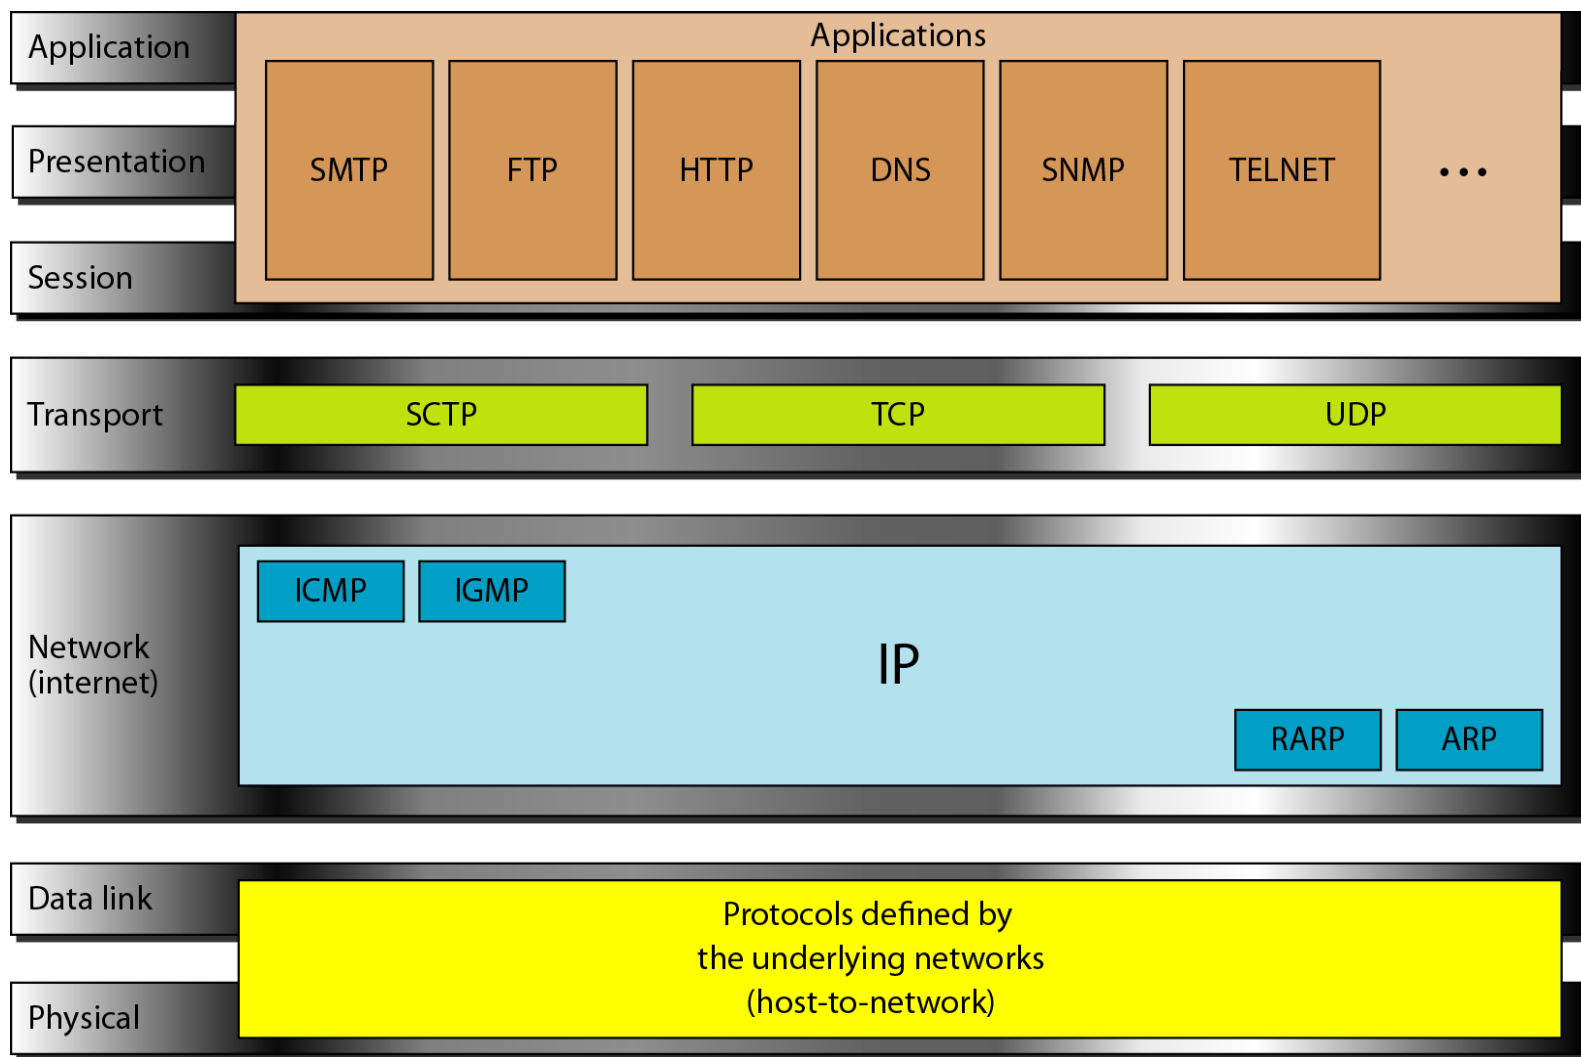 Application
Applications
Presentation
SMTP
FTP
HTTP
DNS
SNMP
TELNET
...
Session
Transport
SCTP
TCP
UDP
Network
(internet)
ICMP
IGMP
IP
RARP
ARP
Data link
Protocols defined by
the underlying networks
(host-to-network)
Physical